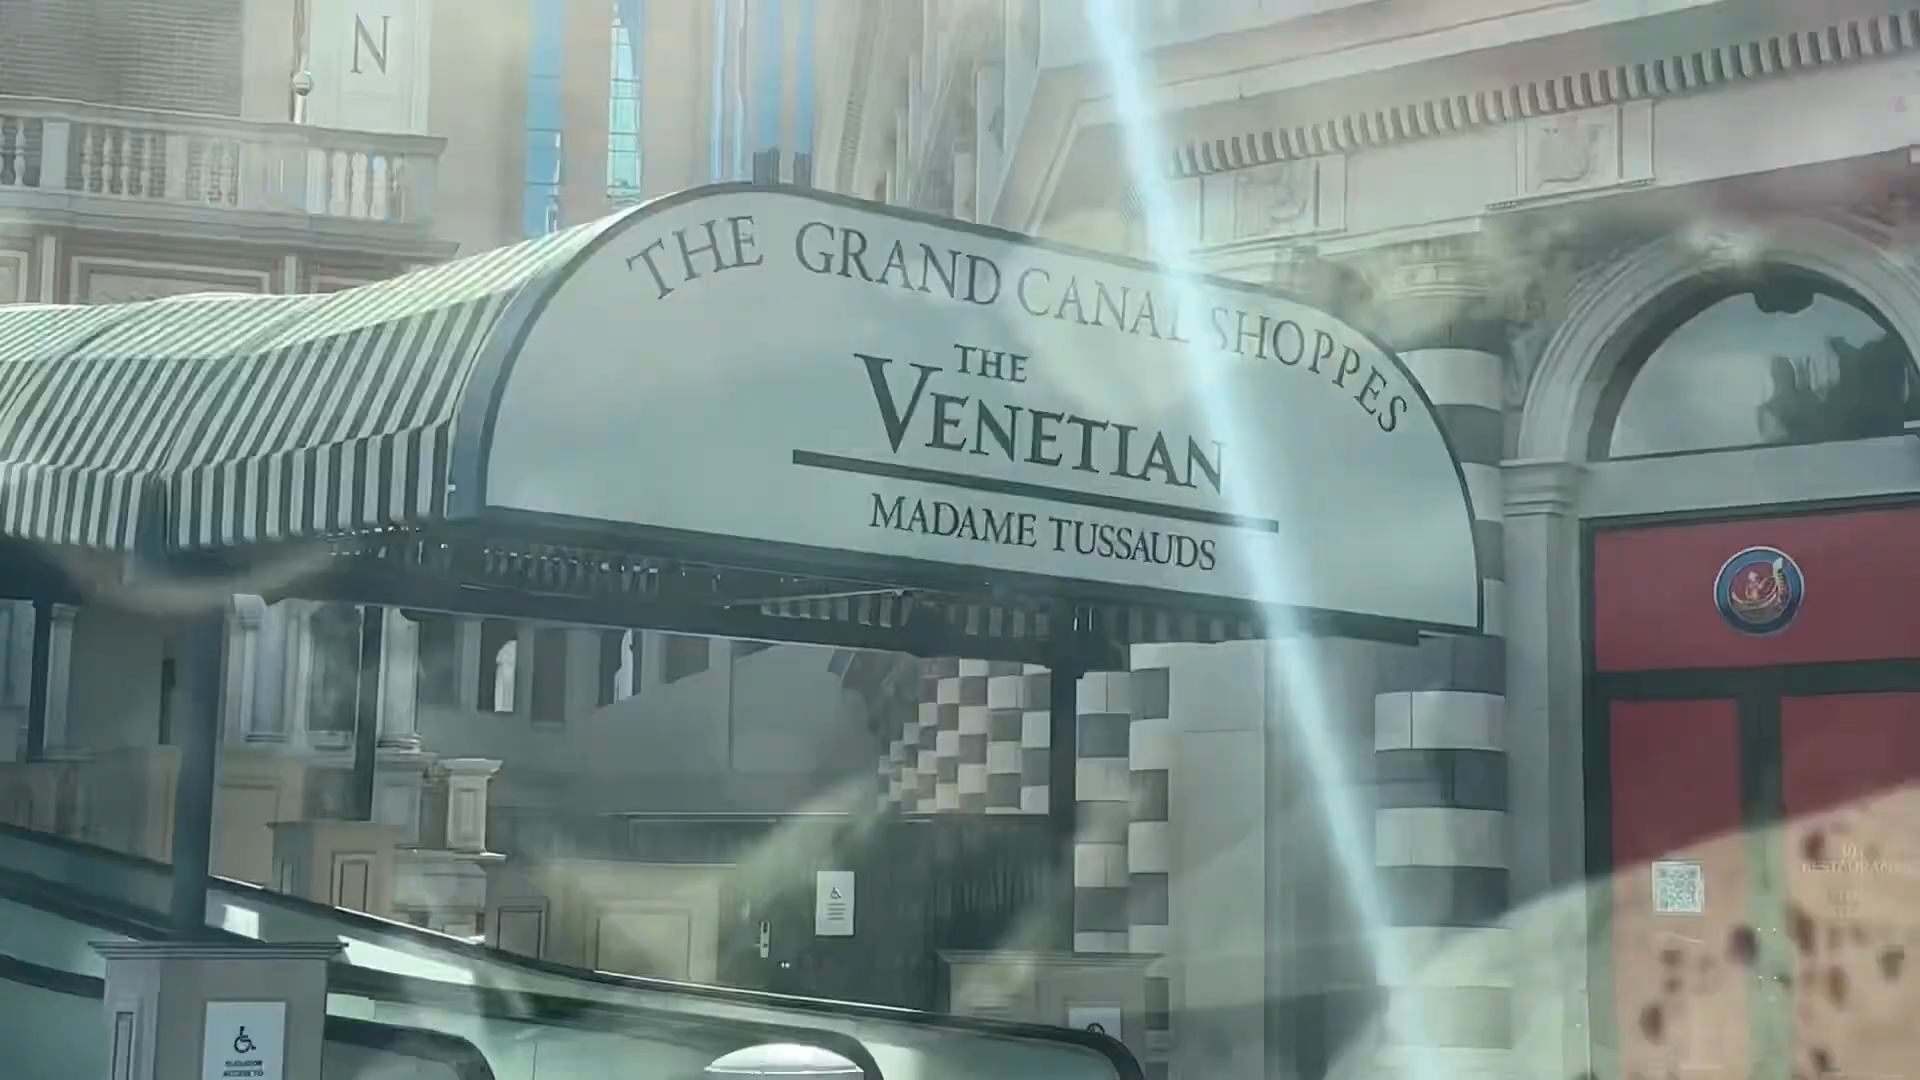 N
THE GRAND CANAL SHOPPES
THE
VENETIAN
MADAME TUSSAUDS